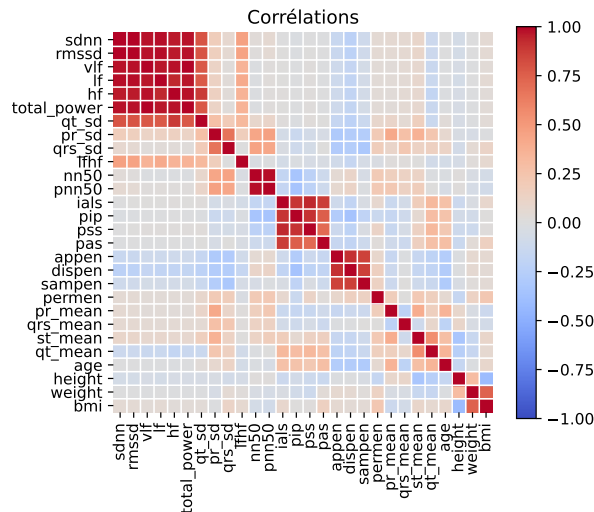 Corrélations
sdnn
rmssd
vlf
lf
hf
total_power
qt_sd
pr_sd
qrs_sd
lfhf
nn50
pnn50
ials
pip
pss
pas
appen
dispen
sampen
permen
pr_mean
qrs_mean
st_mean
qt_mean
age
height
weight
bmi
sdnn
rmssd
vlf
lf
hf
total_power
qt_sd
pr_sd
qrs_sd
lfhf
nn50
pnn50
ials
pip
pss
pas
appen
dispen
sampen
permen
pr_mean
qrs_mean
st_mean
qt_mean
age
height
weight
bmi
1.00
0.75
0.50
0.25
0.00
−0.25
−0.50
−0.75
−1.00